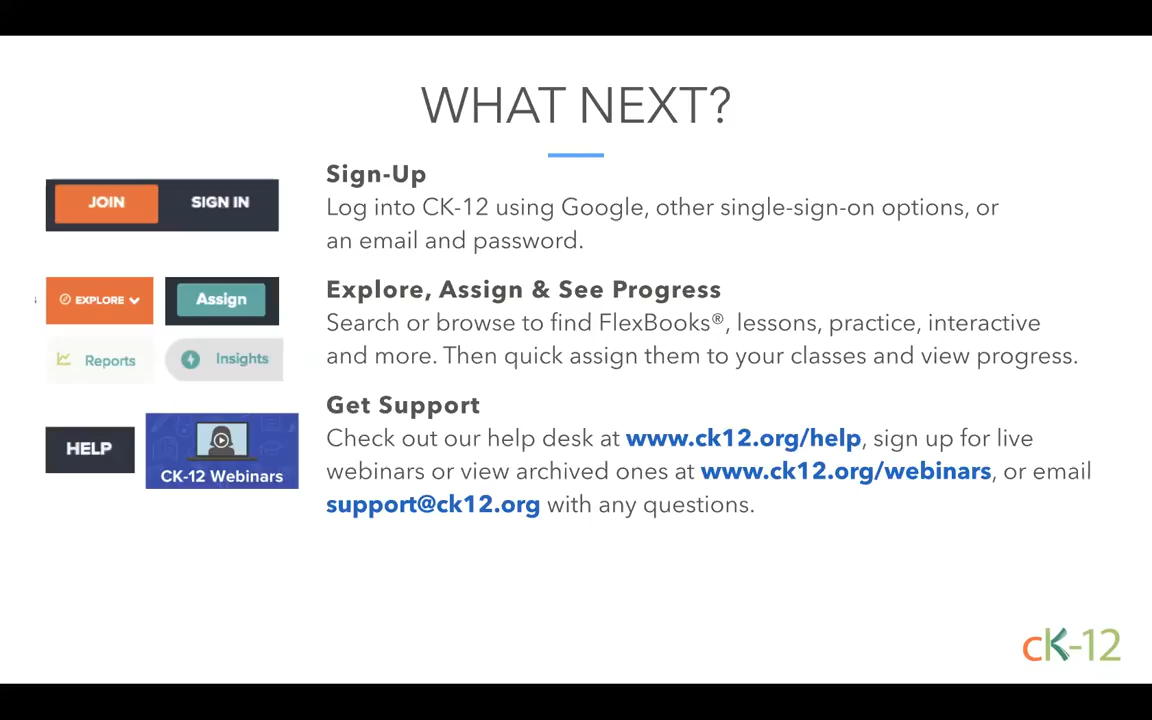 WHAT NEXT?
JOIN SIGN IN
Sign-Up
Log into CK-12 using Google, other single-sign-on options, or
an email and password.
EXPLORE Assign
Reports Insights
Explore, Assign & See Progress
Search or browse to find FlexBooks®, lessons, practice, interactive
and more. Then quick assign them to your classes and view progress.
HELP
CK-12 Webinars
Get Support
Check out our help desk at www.ck12.org/help, sign up for live
webinars or view archived ones at www.ck12.org/webinars, or email
support@ck12.org with any questions.
cK-12